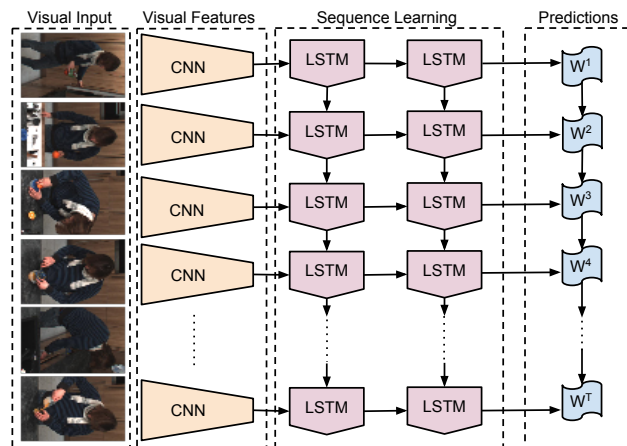 Visual Input Visual Features Sequence Learning Predictions
CNN LSTM LSTM W¹
CNN LSTM LSTM W²
CNN LSTM LSTM W³
CNN LSTM LSTM W⁴
CNN LSTM LSTM Wᵀ